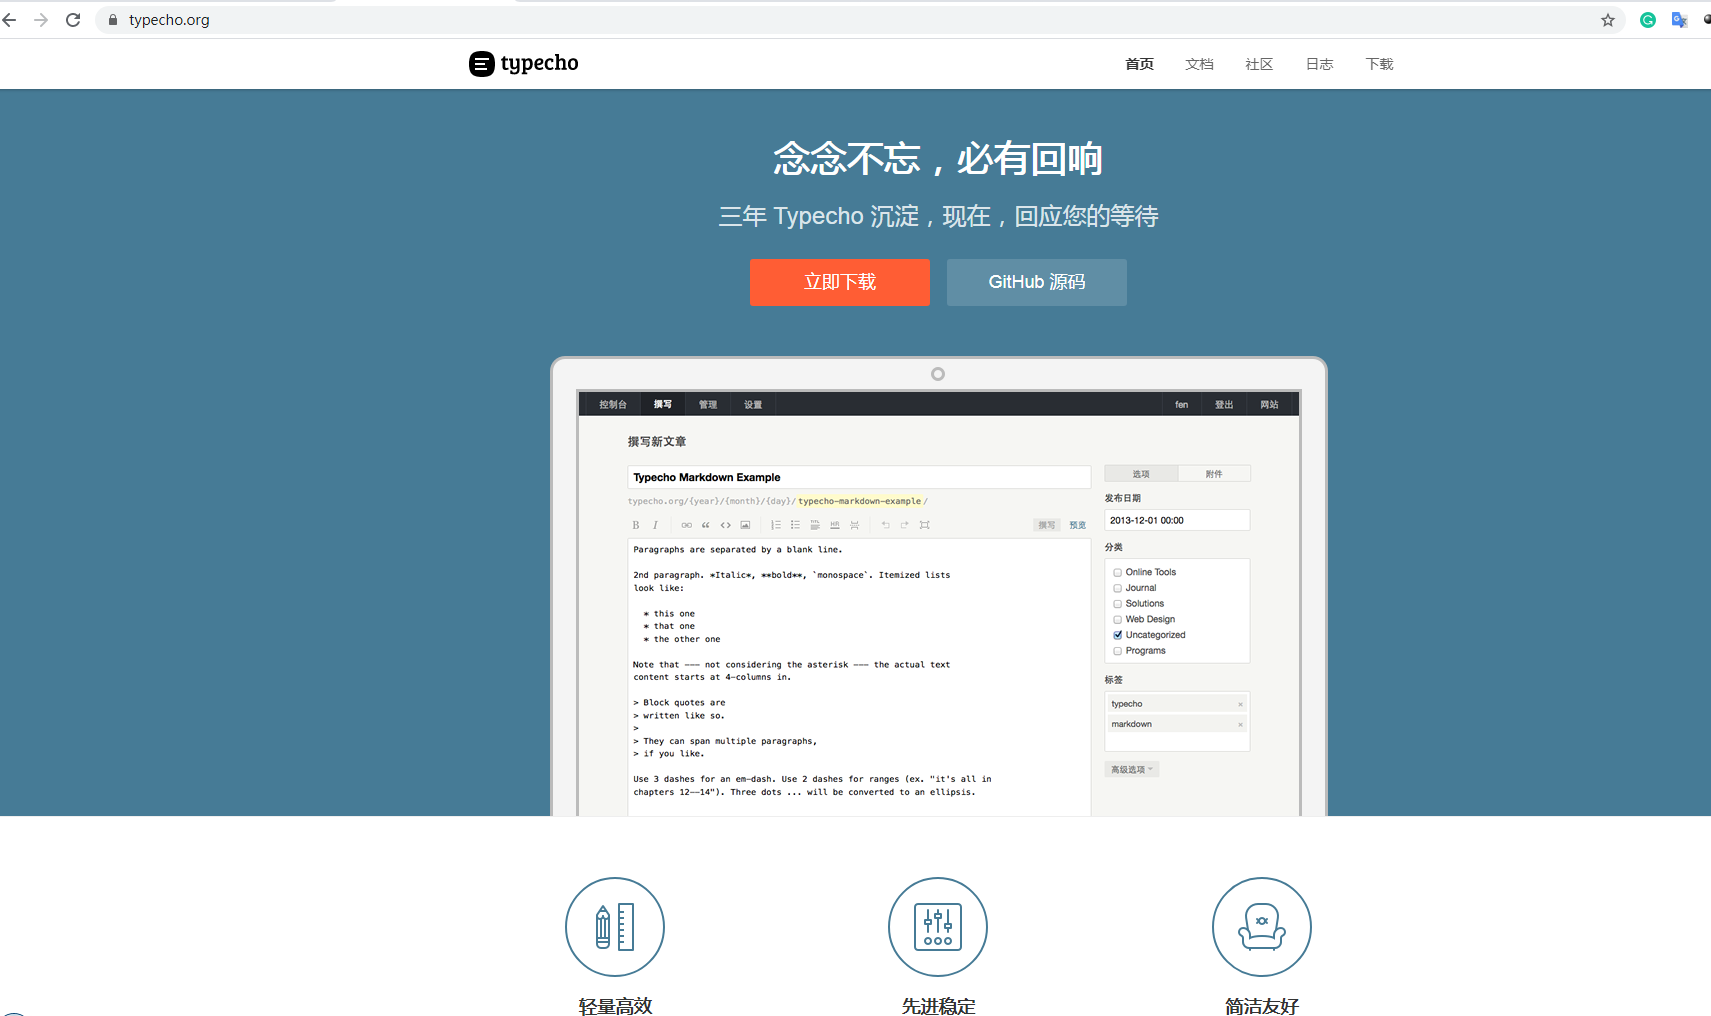 typecho.org
typecho
首页 文档 社区 日志 下载
念念不忘，必有回响
三年 Typecho 沉淀，现在，回应您的等待
立即下载 GitHub 源码
控制台 撰写 管理 设置 fen 登出 网站
撰写新文章
Typecho Markdown Example
typecho.org/{year}/{month}/{day}/typecho-markdown-example/
B I
撰写 预览
Paragraphs are separated by a blank line.
2nd paragraph. *Italic*, **bold**, `monospace`. Itemized lists
look like:
* this one
* that one
* the other one
Note that --- not considering the asterisk --- the actual text
content starts at 4-columns in.
> Block quotes are
> written like so.
>
> They can span multiple paragraphs,
> if you like.
Use 3 dashes for an em-dash. Use 2 dashes for ranges (ex. "it's all in
chapters 12--14"). Three dots ... will be converted to an ellipsis.
选项 附件
发布日期
2013-12-01 00:00
分类
Online Tools
Journal
Solutions
Web Design
Uncategorized
Programs
标签
typecho ×
markdown ×
高级选项
轻量高效 先进稳定 简洁友好